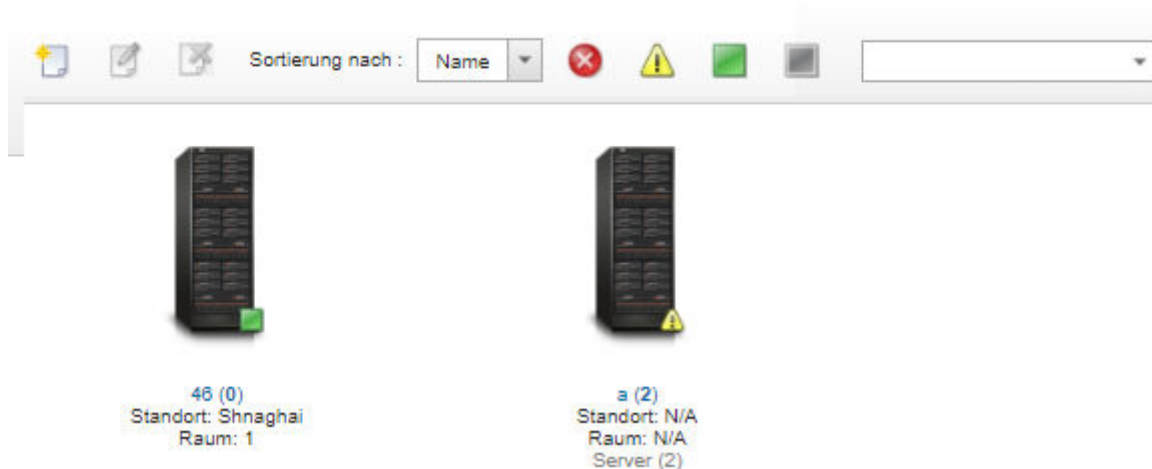 Sortierung nach : Name
46 (0)
Standort: Shnaghai
Raum: 1
a (2)
Standort: N/A
Raum: N/A
Server (2)